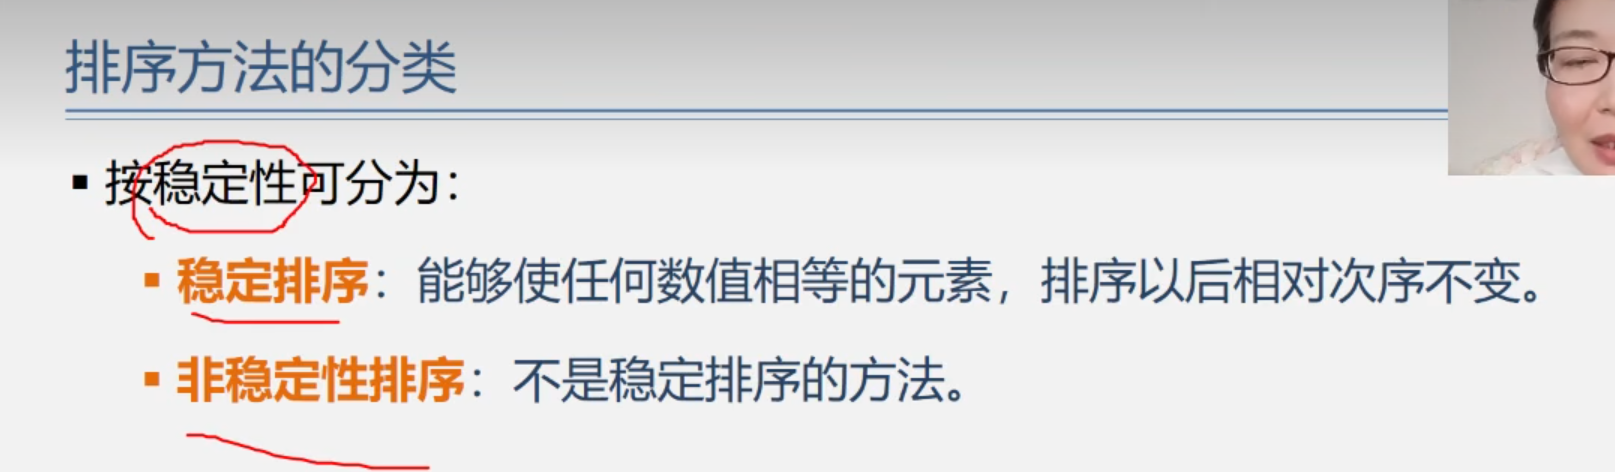 排序方法的分类
▪ 按稳定性可分为：
▪ 稳定排序：能够使任何数值相等的元素，排序以后相对次序不变。
▪ 非稳定性排序：不是稳定排序的方法。